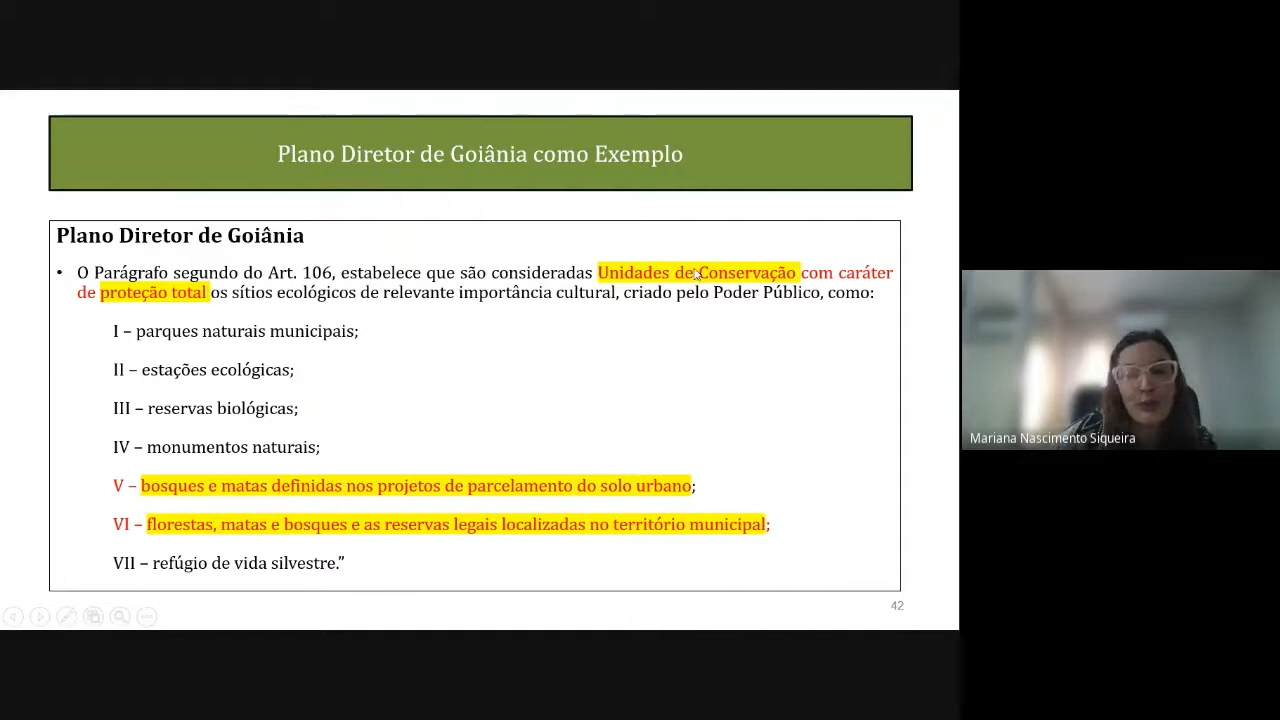 Plano Diretor de Goiânia como Exemplo
Plano Diretor de Goiânia
• O Parágrafo segundo do Art. 106, estabelece que são consideradas Unidades de Conservação com caráter
de proteção total os sítios ecológicos de relevante importância cultural, criado pelo Poder Público, como:
I – parques naturais municipais;
II – estações ecológicas;
III – reservas biológicas;
IV – monumentos naturais;
V – bosques e matas definidas nos projetos de parcelamento do solo urbano;
VI – florestas, matas e bosques e as reservas legais localizadas no território municipal;
VII – refúgio de vida silvestre.”
42
Mariana Nascimento Siqueira